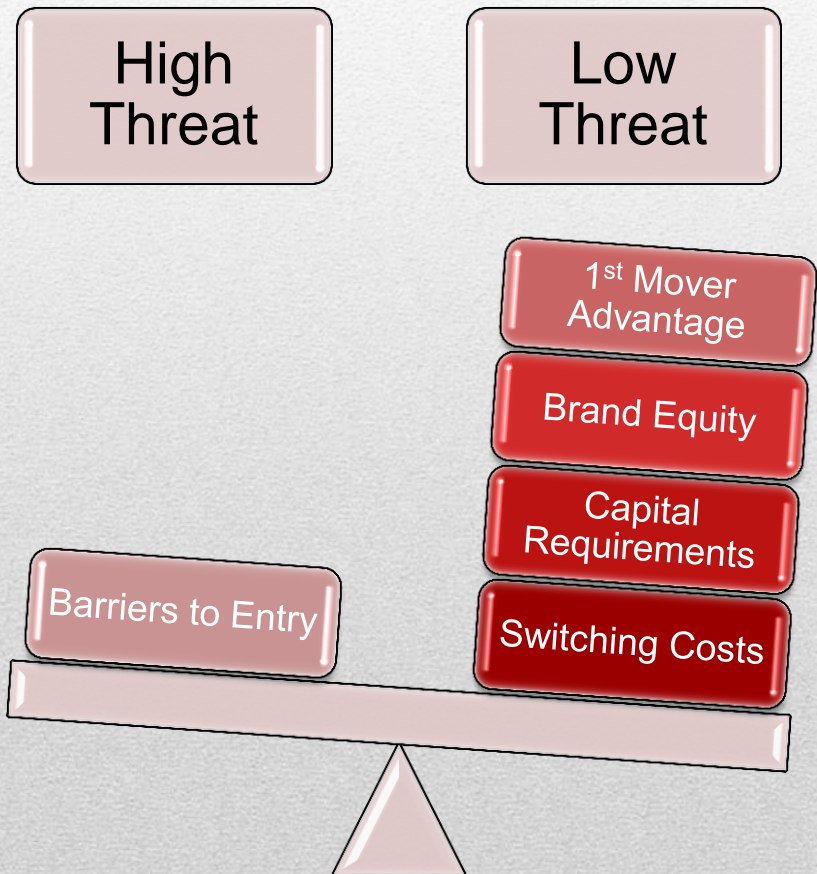 High
Threat
Low
Threat
1st Mover
Advantage
Brand Equity
Capital
Requirements
Switching Costs
Barriers to Entry